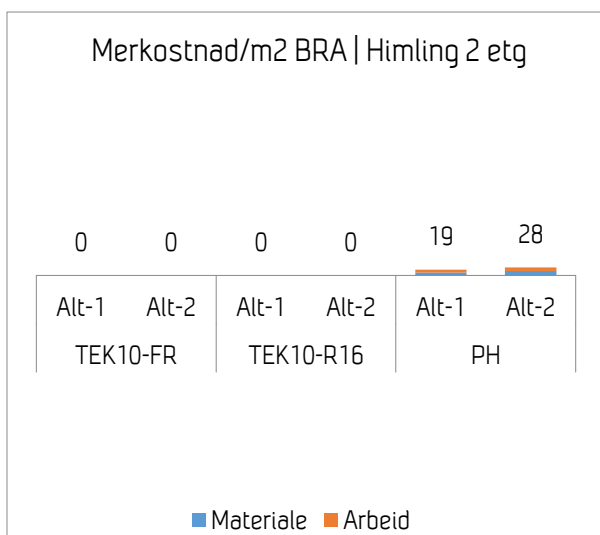 Merkostnad/m2 BRA | Himling 2 etg
0 0 0 0 19 28
Alt-1 Alt-2 Alt-1 Alt-2 Alt-1 Alt-2
TEK10-FR TEK10-R16 PH
Materiale Arbeid